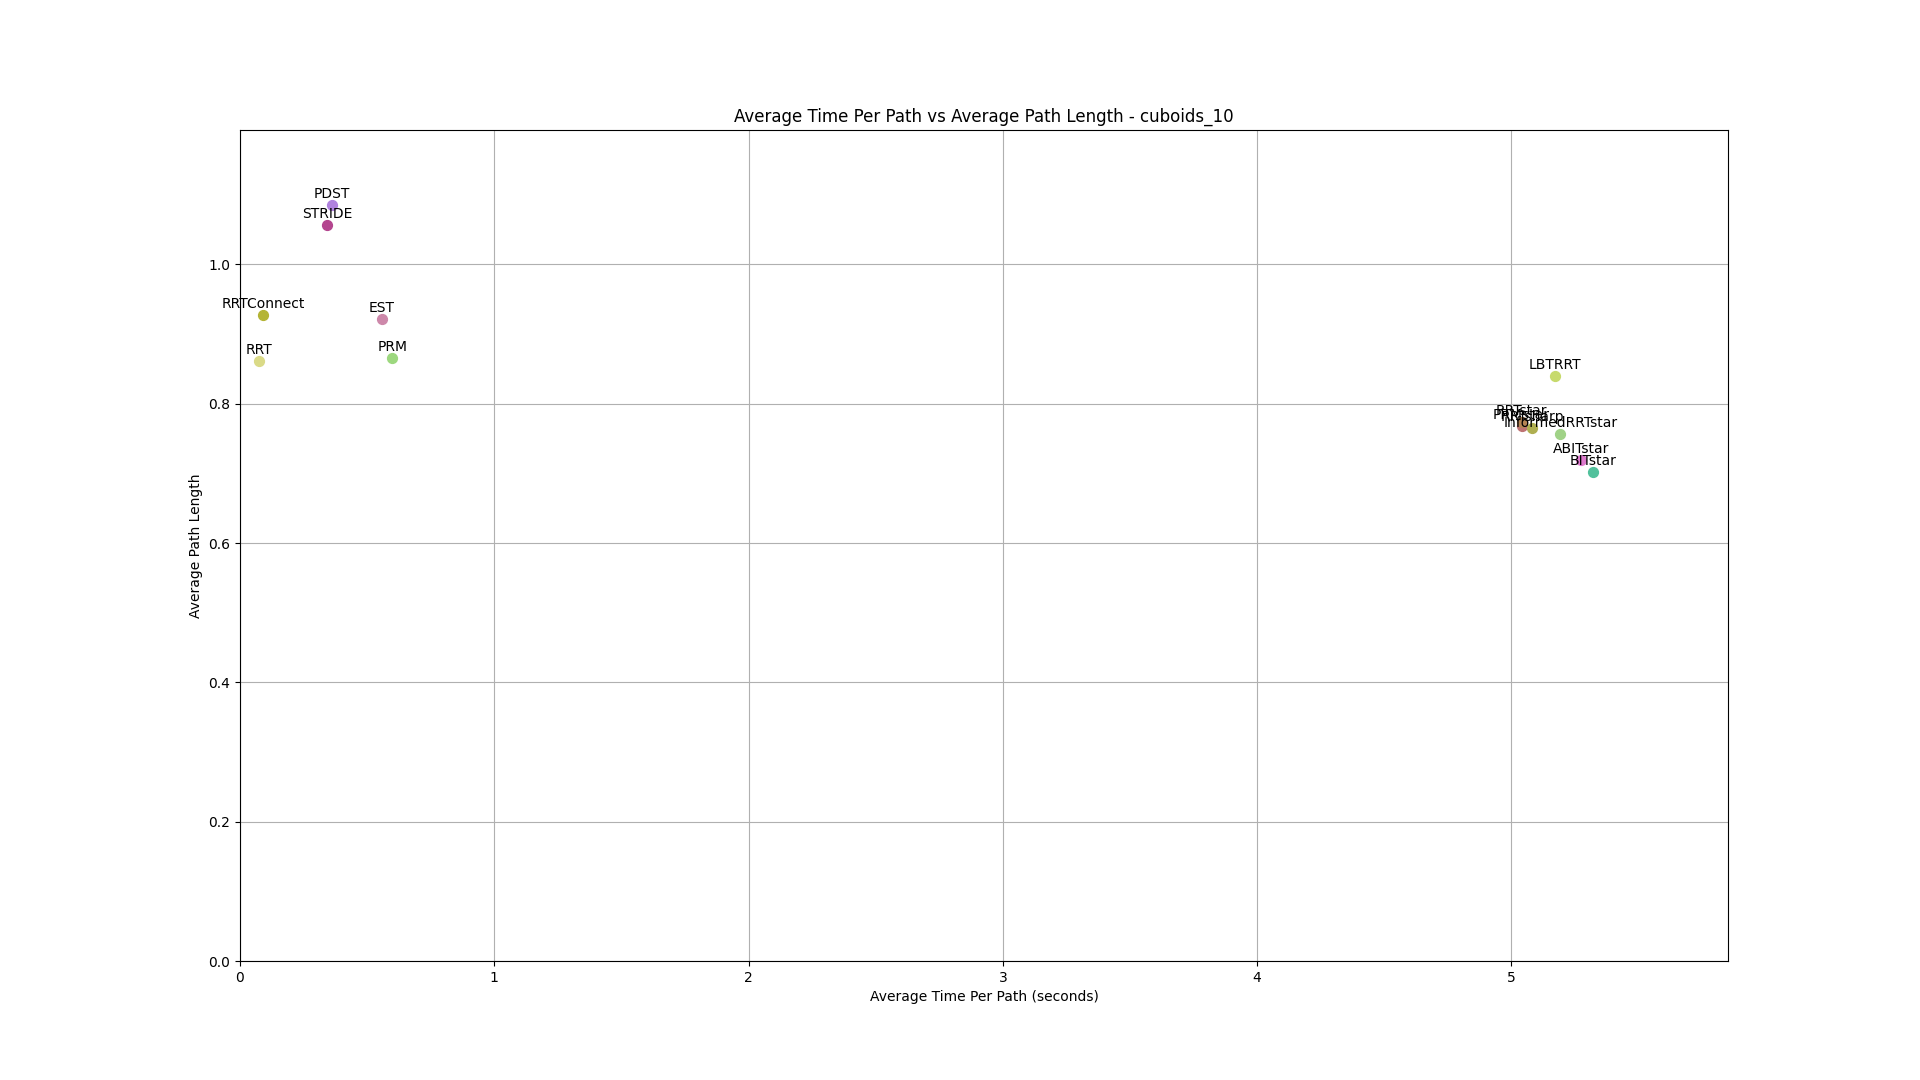 Average Time Per Path vs Average Path Length - cuboids_10
PDST
STRIDE
1.0
RRTConnect
EST
RRT
PRM
LBTRRT
0.8
RRTstar
InformedRRTstar
ABITstar
BITstar
Average Path Length
0.6
0.4
0.2
0.0
0
1
2
3
4
5
Average Time Per Path (seconds)